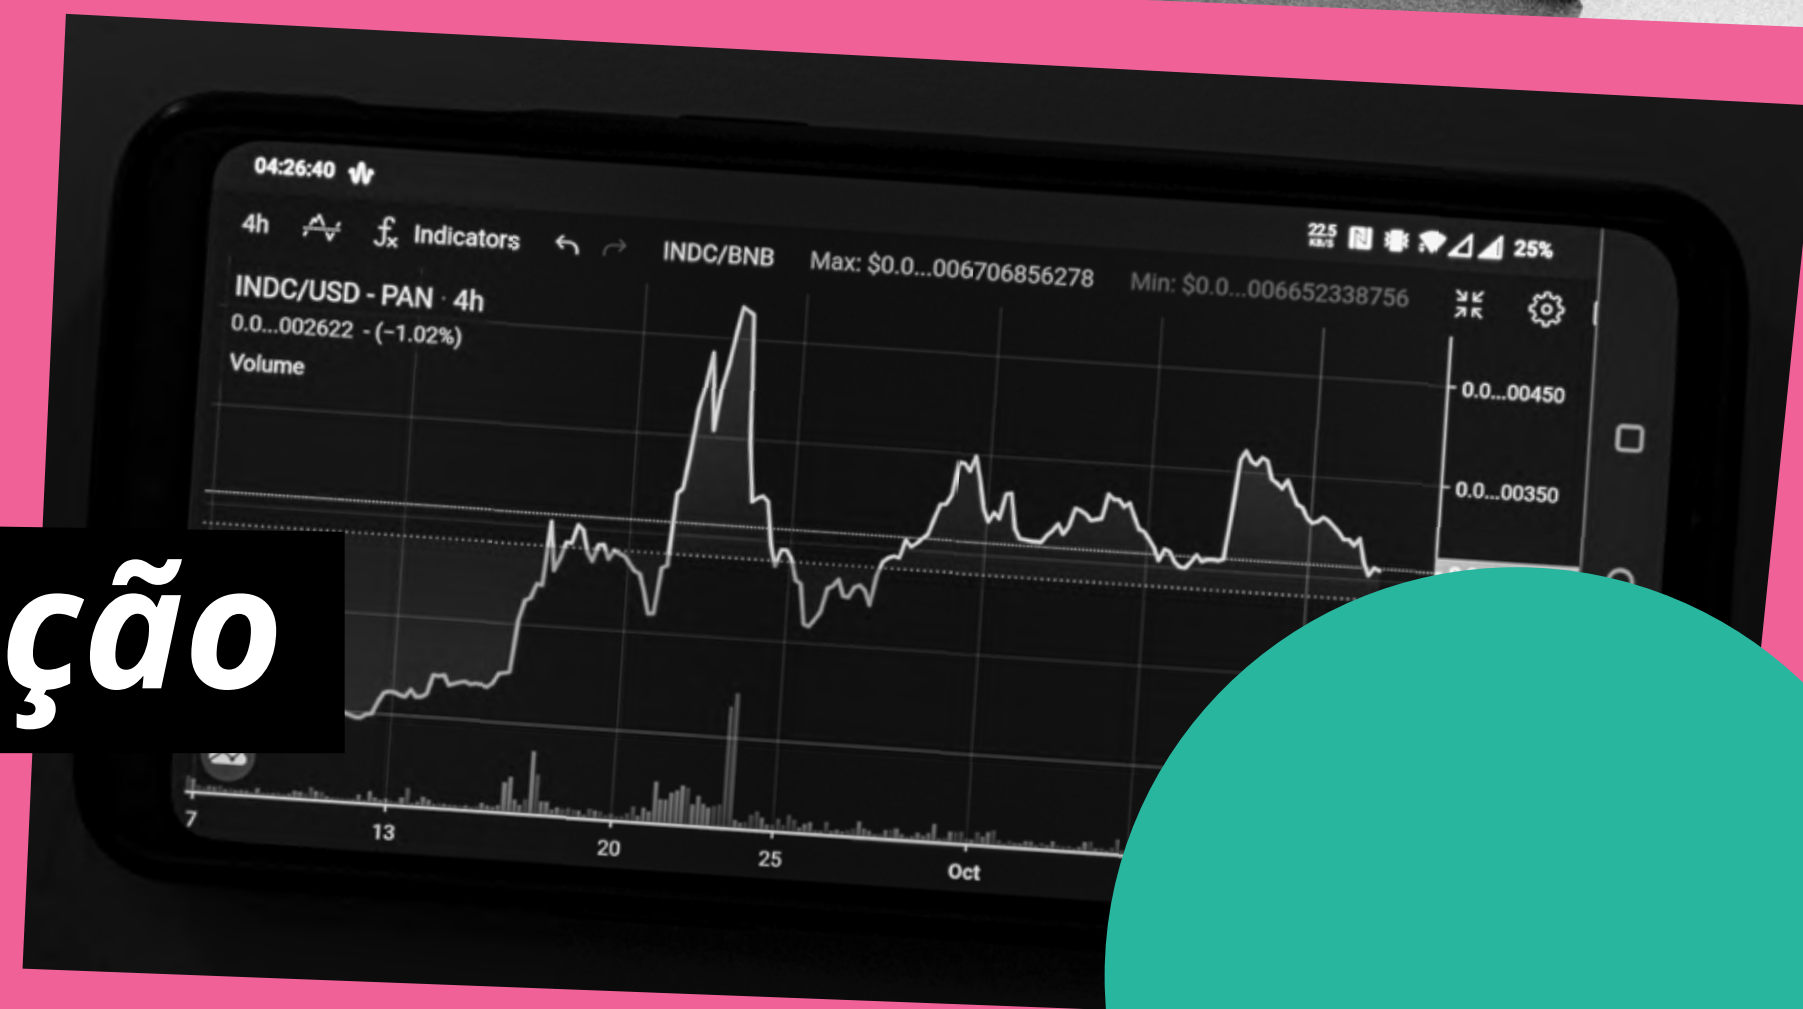 04:26:40
22.5 KB/S 25%
4h Indicators INDC/BNB Max: $0.0...006706856278 Min: $0.0...006652338756
INDC/USD - PAN · 4h
0.0...002622 - (−1.02%)
Volume
0.0...00450
0.0...00350
ção
7 13 20 25 Oct